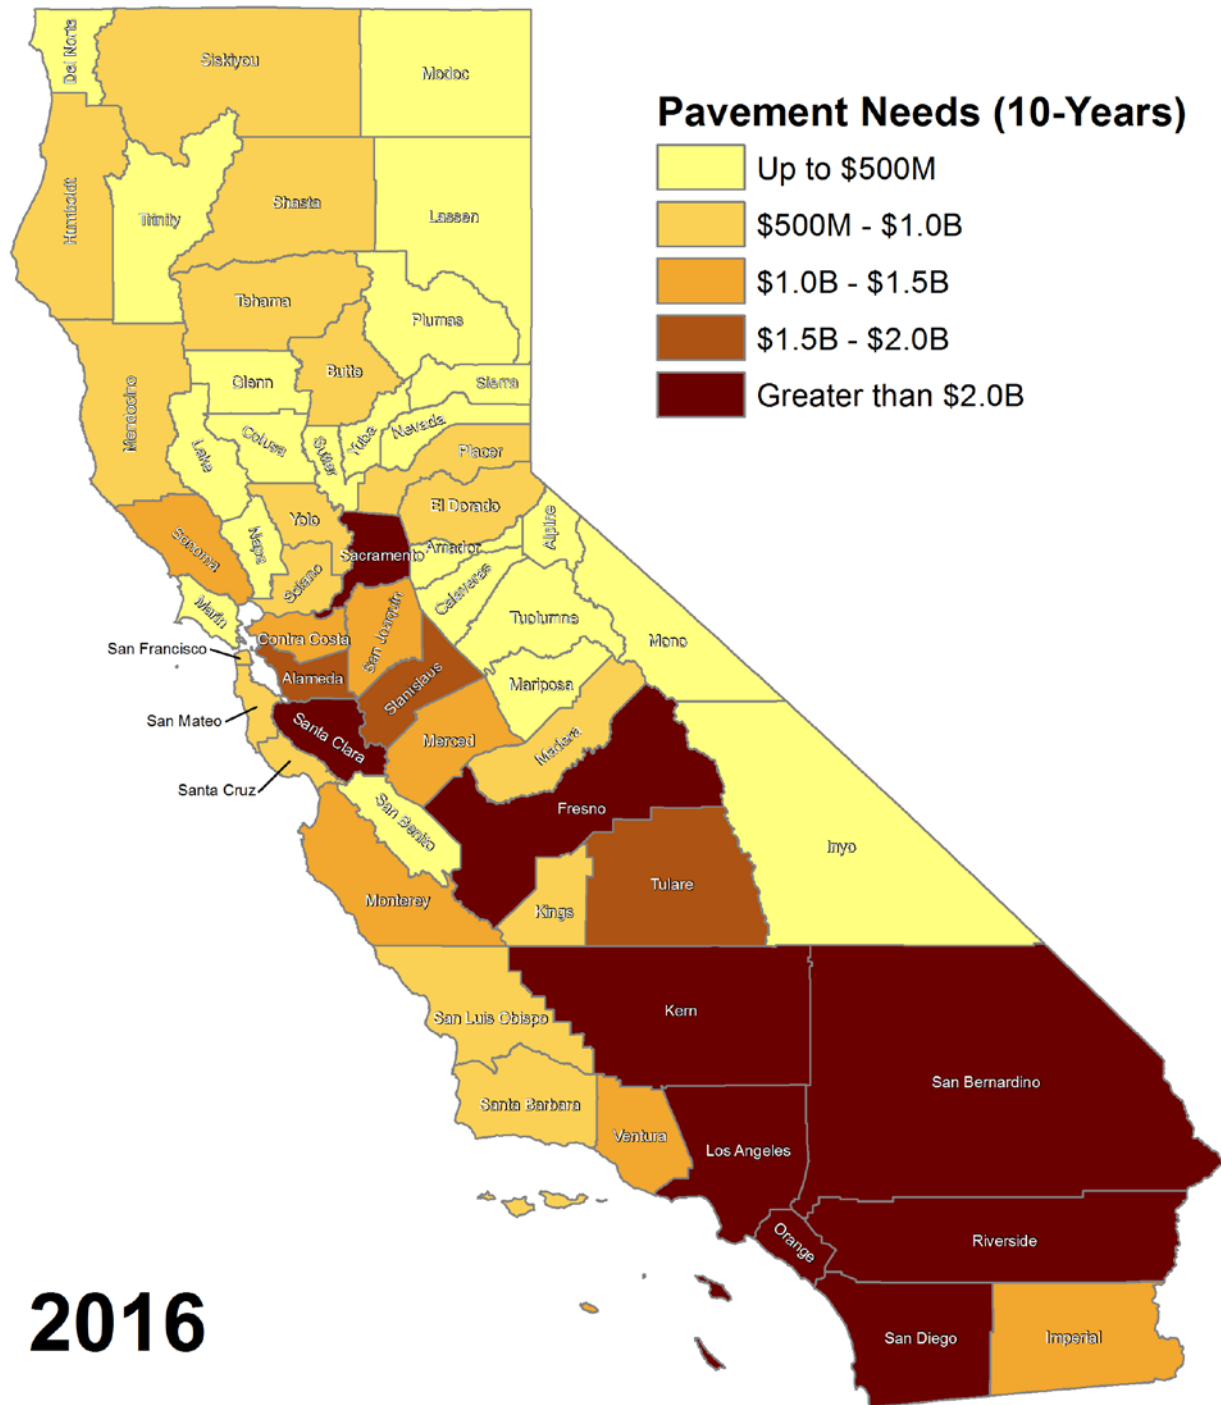 Pavement Needs (10-Years)
Up to $500M
$500M - $1.0B
$1.0B - $1.5B
$1.5B - $2.0B
Greater than $2.0B
Del Norte
Siskiyou
Modoc
Humboldt
Trinity
Shasta
Lassen
Tehama
Plumas
Mendocino
Glenn
Butte
Sierra
Lake
Colusa
Sutter
Yuba
Nevada
Placer
Sonoma
Napa
Yolo
El Dorado
Sacramento
Amador
Alpine
Marin
Solano
Calaveras
Tuolumne
Mono
San Francisco
Contra Costa
San Joaquin
Alameda
Stanislaus
Mariposa
San Mateo
Santa Clara
Merced
Madera
Santa Cruz
San Benito
Fresno
Inyo
Monterey
Kings
Tulare
San Luis Obispo
Kern
San Bernardino
Santa Barbara
Ventura
Los Angeles
Orange
Riverside
San Diego
Imperial
2016